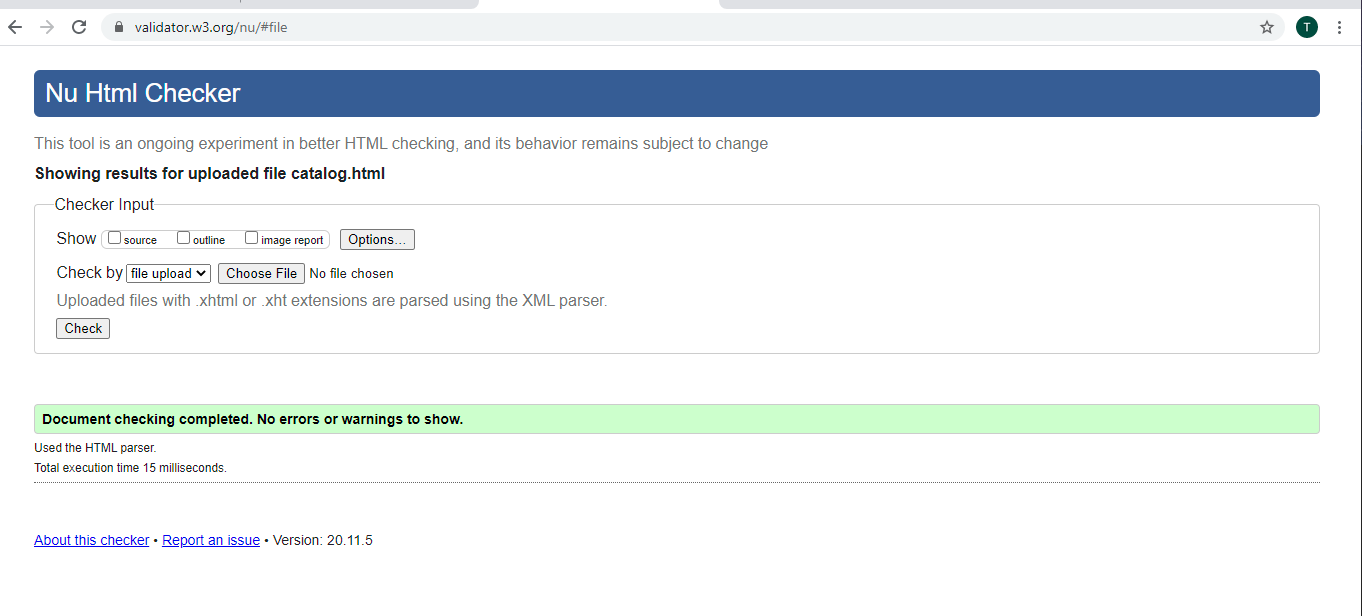 validator.w3.org/nu/#file
T
Nu Html Checker
This tool is an ongoing experiment in better HTML checking, and its behavior remains subject to change
Showing results for uploaded file catalog.html
Checker Input
Show source outline image report Options...
Check by file upload Choose File No file chosen
Uploaded files with .xhtml or .xht extensions are parsed using the XML parser.
Check
Document checking completed. No errors or warnings to show.
Used the HTML parser.
Total execution time 15 milliseconds.
About this checker • Report an issue • Version: 20.11.5